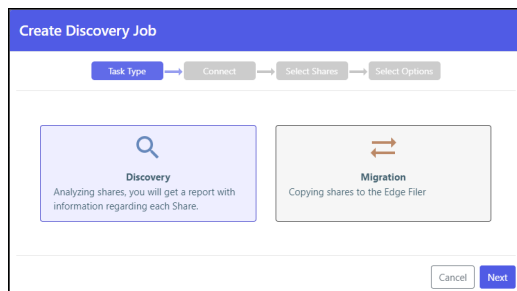 Create Discovery Job
Task Type
Connect
Select Shares
Select Options
Discovery
Analyzing shares, you will get a report with
information regarding each Share.
Migration
Copying shares to the Edge Filer
Cancel
Next